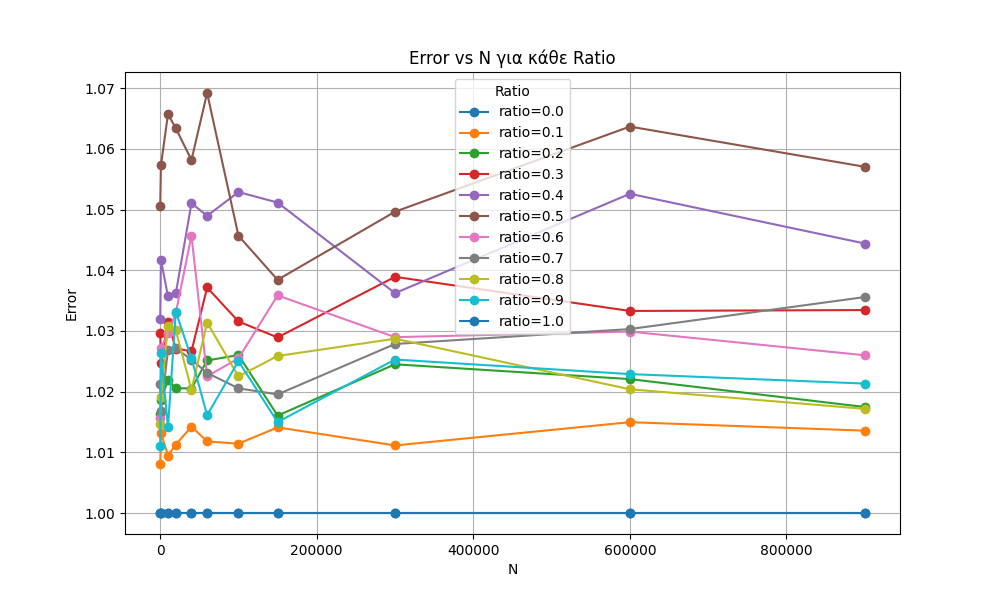 Error vs N για κάθε Ratio
Error
1.07
1.06
1.05
1.04
1.03
1.02
1.01
1.00
Ratio
ratio=0.0
ratio=0.1
ratio=0.2
ratio=0.3
ratio=0.4
ratio=0.5
ratio=0.6
ratio=0.7
ratio=0.8
ratio=0.9
ratio=1.0
0 200000 400000 600000 800000
N